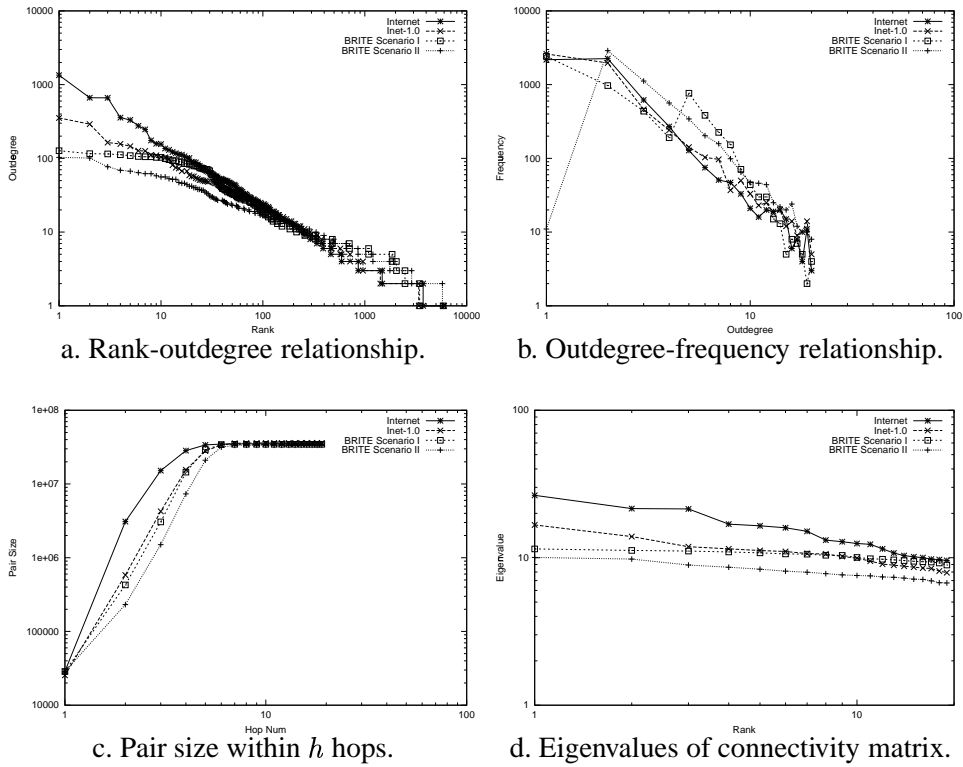 10000
1000
100
10
1
1
10
100
1000
10000
Outdegree
Rank
Internet
Inet-1.0
BRITE Scenario I
BRITE Scenario II
a. Rank-outdegree relationship.
10000
1000
100
10
1
1
10
100
Frequency
Outdegree
Internet
Inet-1.0
BRITE Scenario I
BRITE Scenario II
b. Outdegree-frequency relationship.
1e+08
1e+07
1e+06
100000
10000
1
10
100
Pair Size
Hop Num
Internet
Inet-1.0
BRITE Scenario I
BRITE Scenario II
c. Pair size within h hops.
100
10
1
1
10
Eigenvalue
Rank
Internet
Inet-1.0
BRITE Scenario I
BRITE Scenario II
d. Eigenvalues of connectivity matrix.